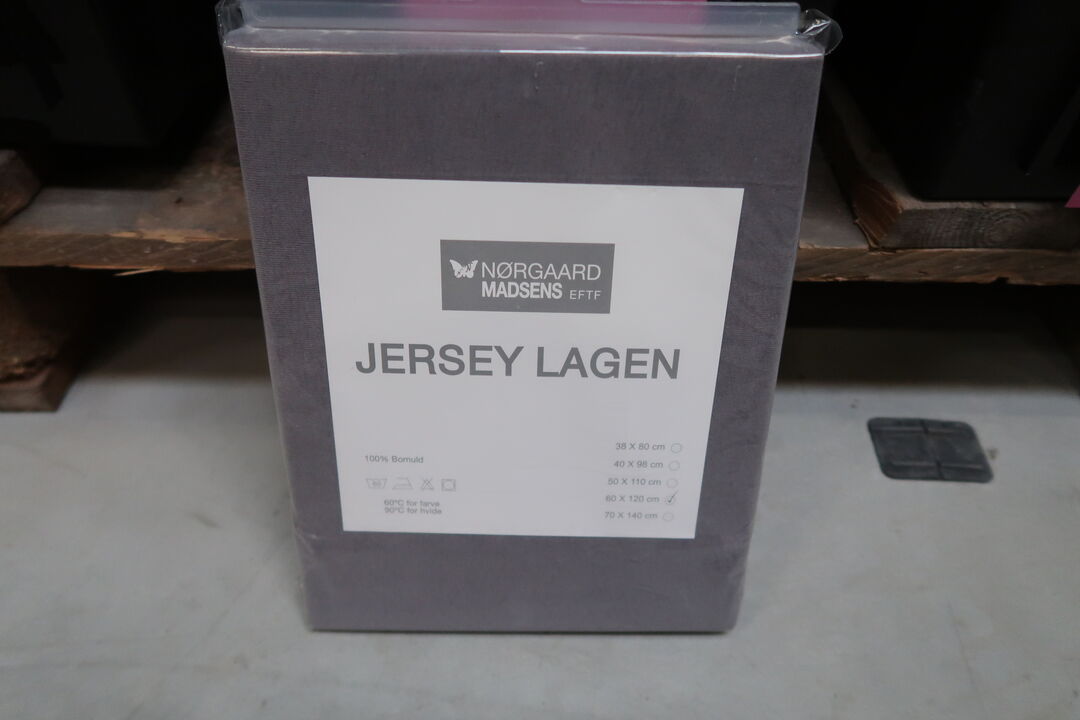 NØRGAARD
MADSENS EFTF
JERSEY LAGEN
100% Bomuld
60°C for farve
90°C for hvide
38 X 80 cm
40 X 98 cm
50 X 110 cm
60 X 120 cm
70 X 140 cm